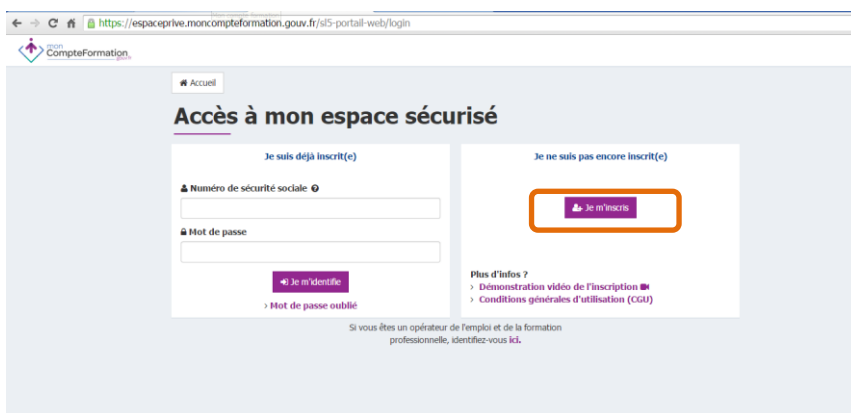 https://espaceprive.moncompteformation.gouv.fr/sl5-portail-web/login
mon
CompteFormation
.gouv.fr
Accueil
Accès à mon espace sécurisé
Je suis déjà inscrit(e)
Numéro de sécurité sociale
Mot de passe
Je m'identifie
› Mot de passe oublié
Je ne suis pas encore inscrit(e)
Je m'inscris
Plus d'infos ?
› Démonstration vidéo de l'inscription
› Conditions générales d'utilisation (CGU)
Si vous êtes un opérateur de l'emploi et de la formation
professionnelle, identifiez-vous ici.